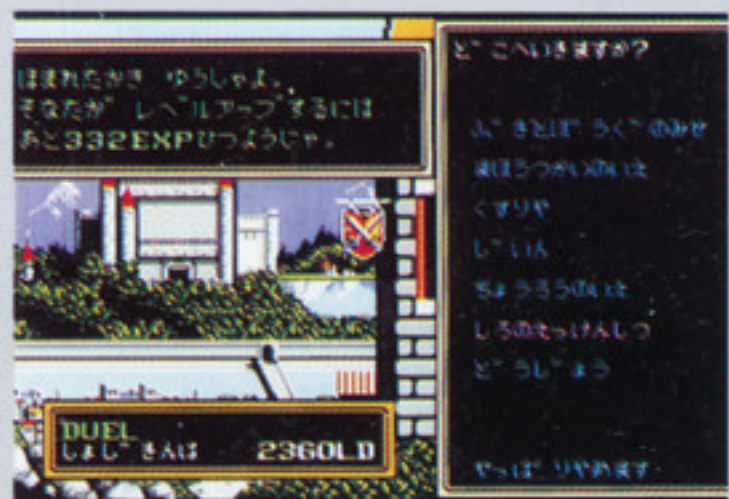 ほまれたかき ゆうしゃよ。
そなたが レベルアップするには
あと332EXPひつようじゃ。
どこへいきますか?
ぶきとぼうぐのみせ
まほうつかいのいえ
くすりや
じいん
ちょうろうのいえ
しろのえっけんしつ
どうじょう
やっぱりやめます
DUEL
しょじきんは 236OLD